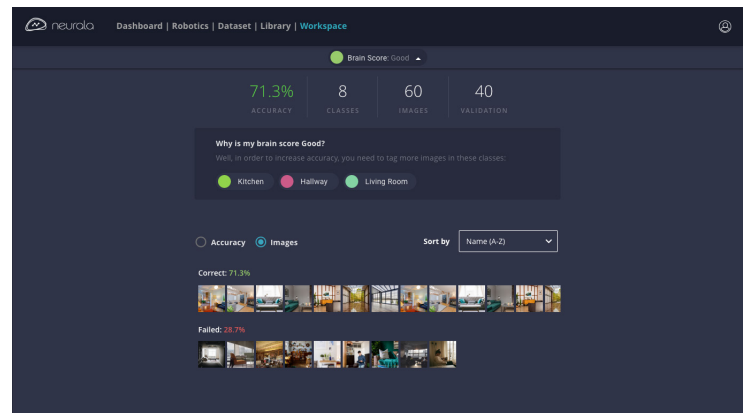 neurala
Dashboard | Robotics | Dataset | Library | Workspace
Brain Score: Good
71.3%
ACCURACY
8
CLASSES
60
IMAGES
40
VALIDATION
Why is my brain score Good?
Well, in order to increase accuracy, you need to tag more images in these classes:
Kitchen
Hallway
Living Room
Accuracy
Images
Sort by
Name (A-Z)
Correct: 71.3%
Failed: 28.7%